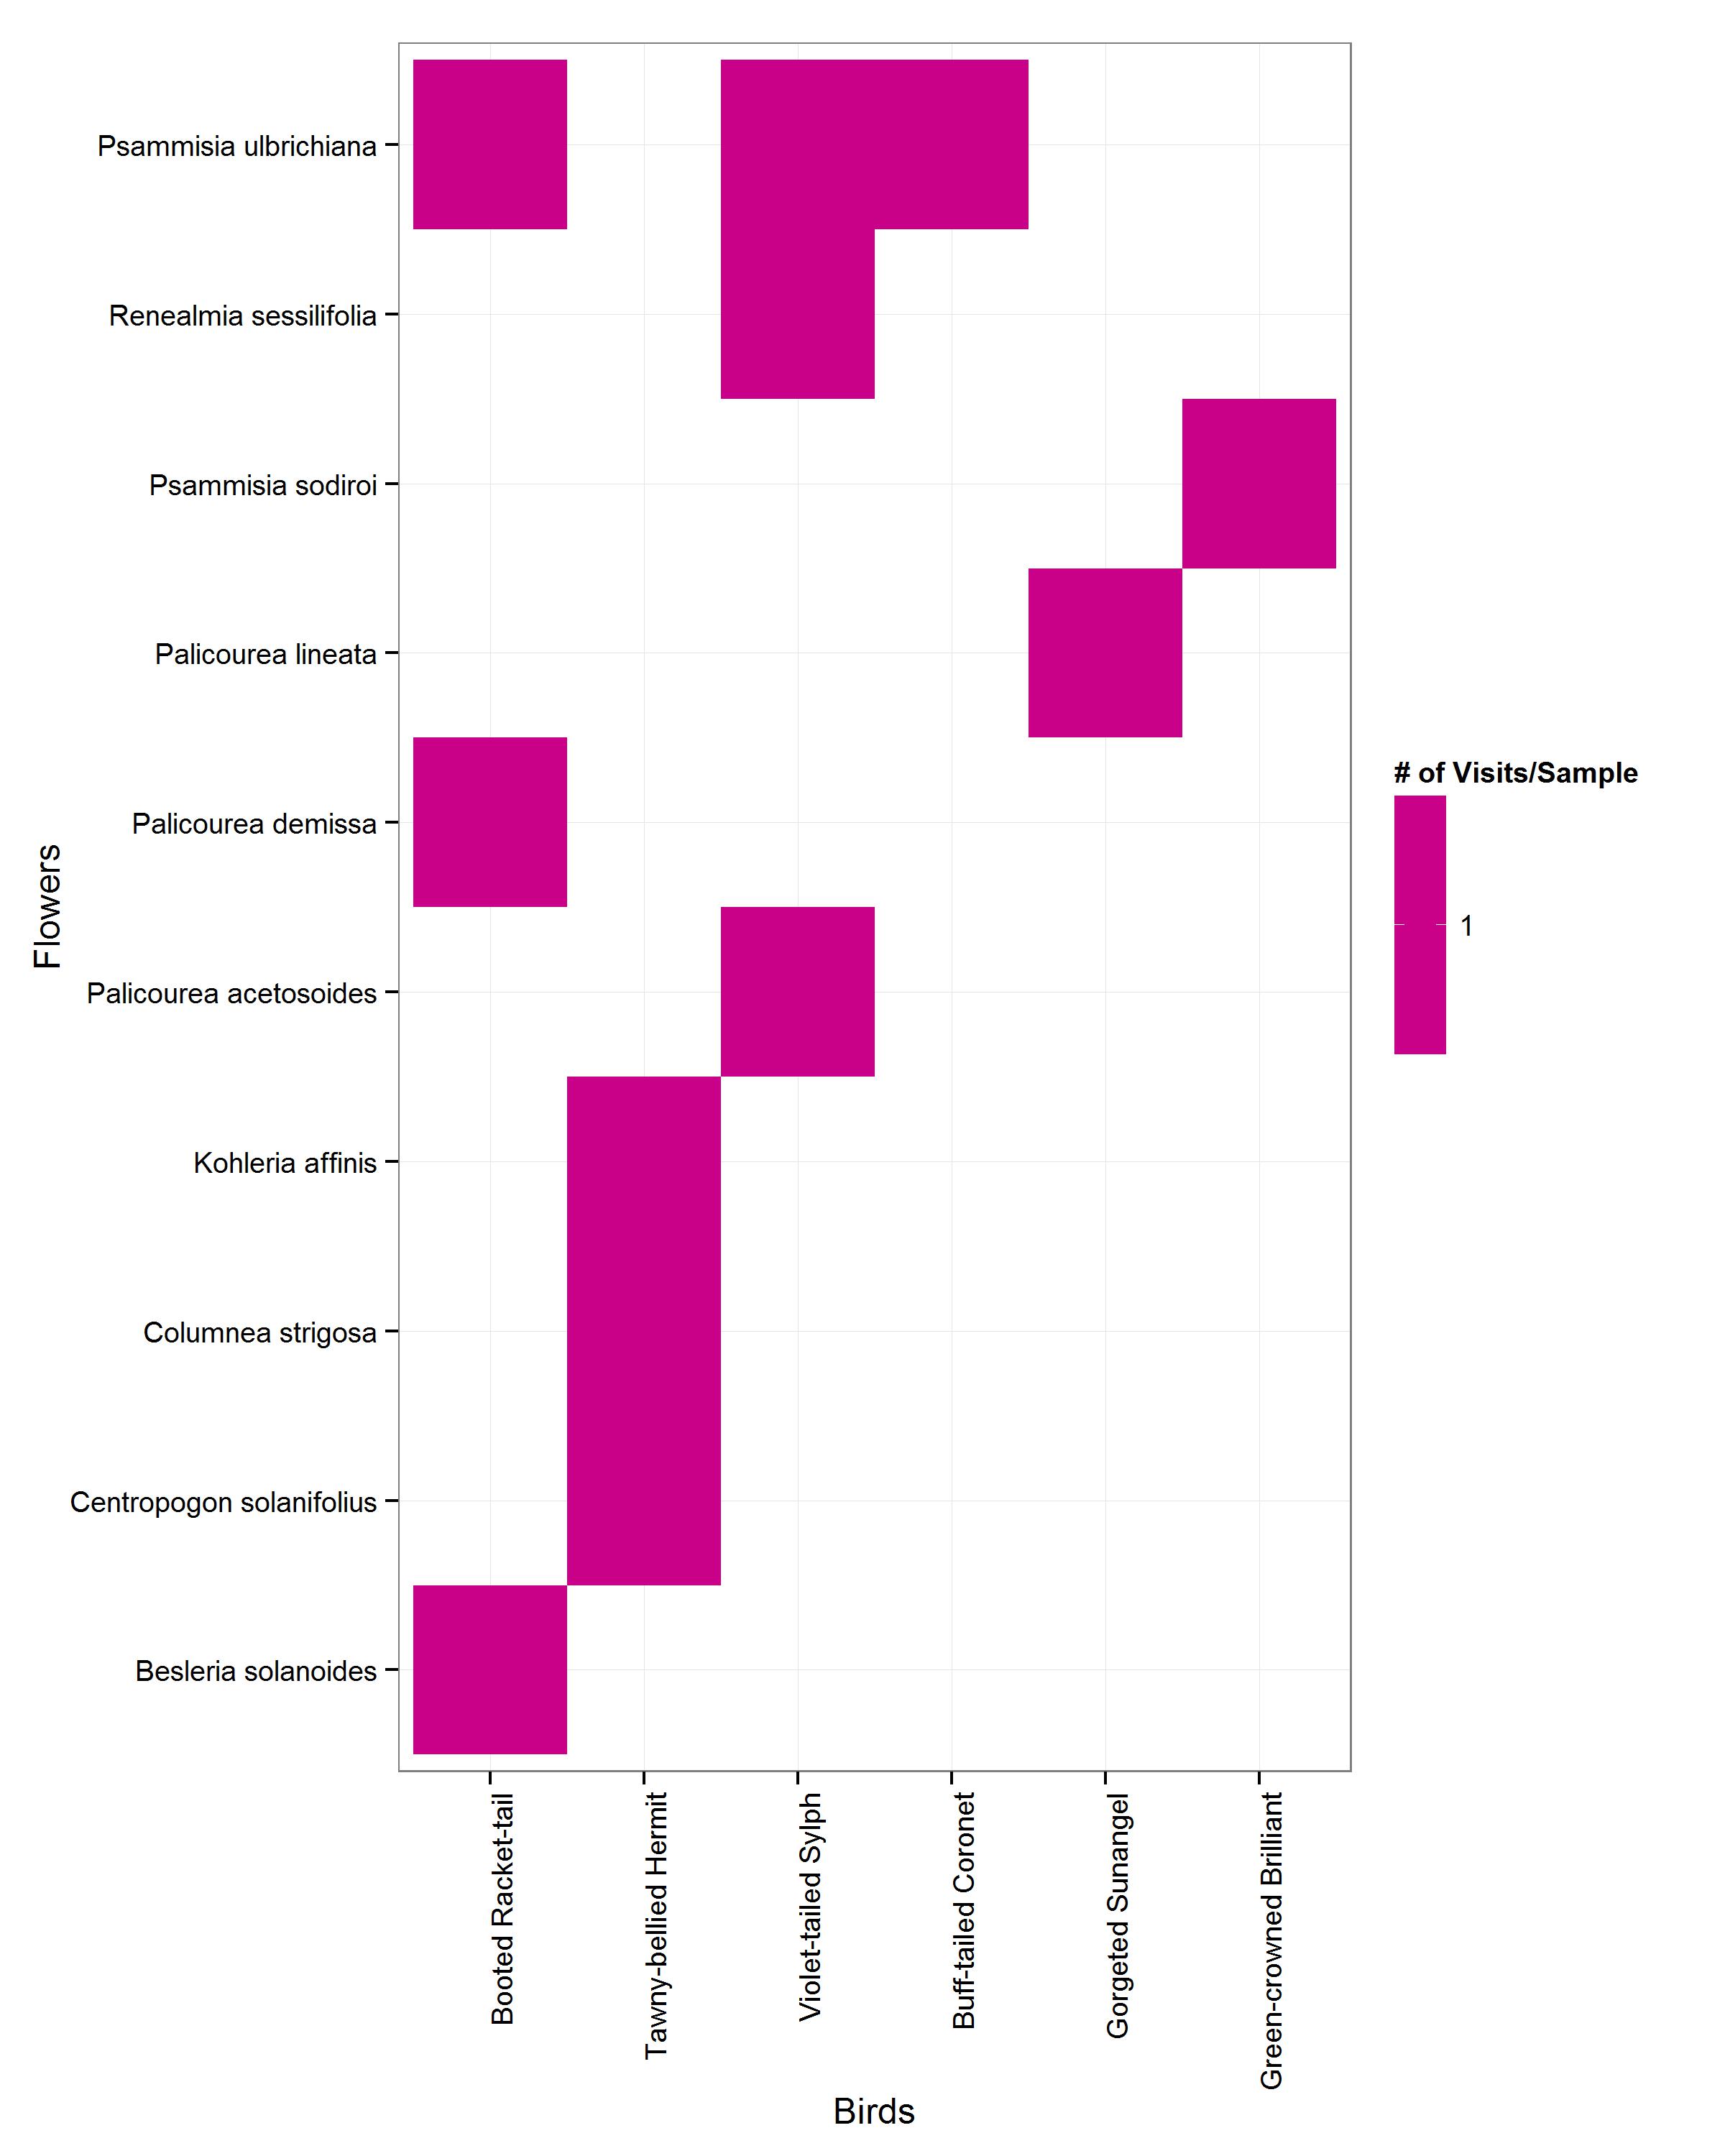 Psammisia ulbrichiana
Renealmia sessilifolia
Psammisia sodiroi
Palicourea lineata
Palicourea demissa
Palicourea acetosoides
Kohleria affinis
Columnea strigosa
Centropogon solanifolius
Besleria solanoides
Flowers
Booted Racket-tail
Tawny-bellied Hermit
Violet-tailed Sylph
Buff-tailed Coronet
Gorgeted Sunangel
Green-crowned Brilliant
Birds
# of Visits/Sample
1